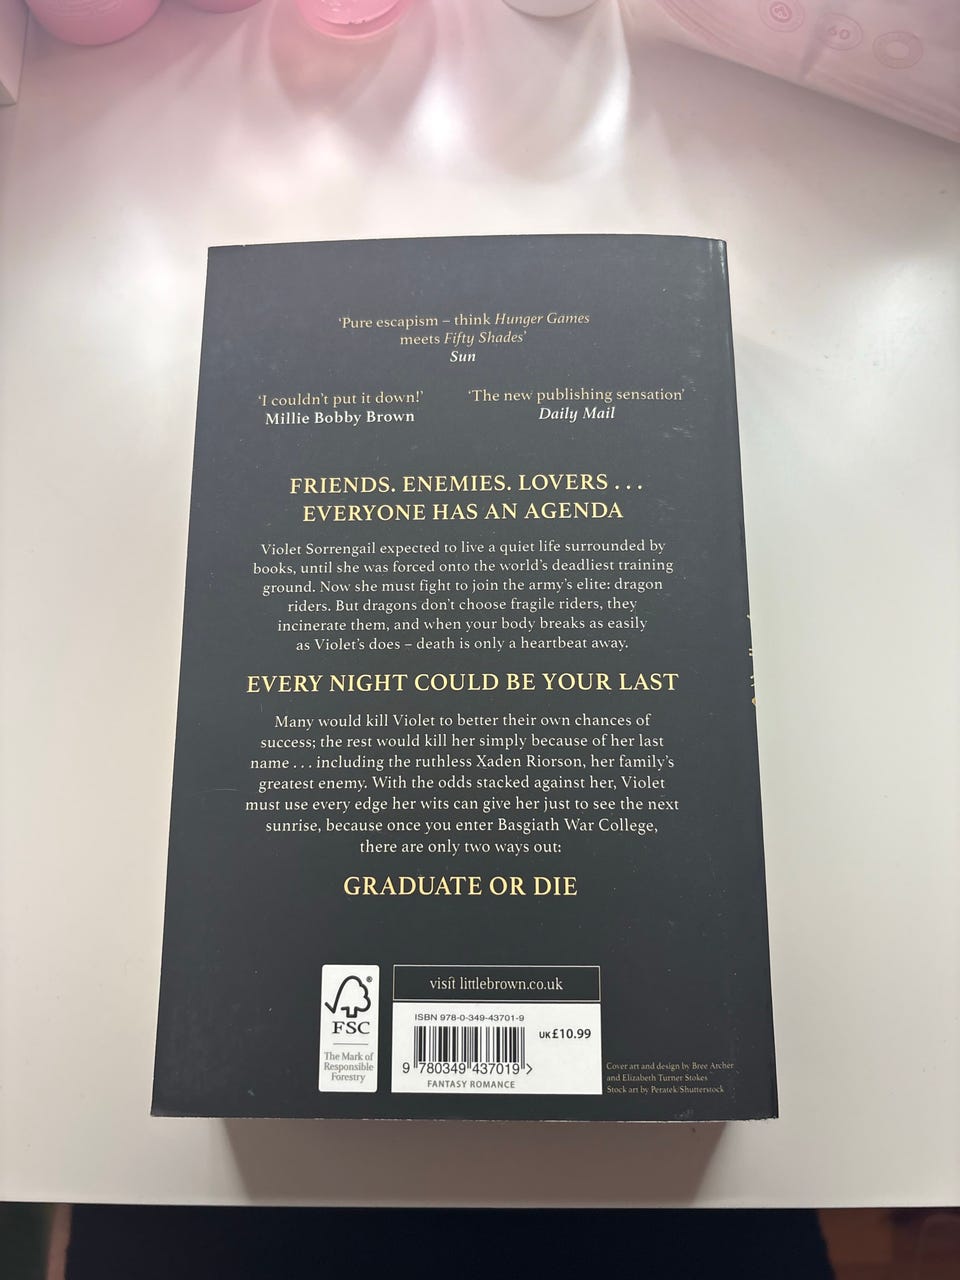 60
'Pure escapism – think Hunger Games
meets Fifty Shades'
Sun
'I couldn't put it down!'
Millie Bobby Brown
'The new publishing sensation'
Daily Mail
FRIENDS. ENEMIES. LOVERS . . .
EVERYONE HAS AN AGENDA
Violet Sorrengail expected to live a quiet life surrounded by
books, until she was forced onto the world's deadliest training
ground. Now she must fight to join the army's elite: dragon
riders. But dragons don't choose fragile riders, they
incinerate them, and when your body breaks as easily
as Violet's does – death is only a heartbeat away.
EVERY NIGHT COULD BE YOUR LAST
Many would kill Violet to better their own chances of
success; the rest would kill her simply because of her last
name . . . including the ruthless Xaden Riorson, her family's
greatest enemy. With the odds stacked against her, Violet
must use every edge her wits can give her just to see the next
sunrise, because once you enter Basgiath War College,
there are only two ways out:
GRADUATE OR DIE
®
FSC
The Mark of
Responsible
Forestry
visit littlebrown.co.uk
ISBN 978-0-349-43701-9
UK£10.99
9 780349 437019 >
FANTASY ROMANCE
Cover art and design by Bree Archer
and Elizabeth Turner Stokes
Stock art by Peratek/Shutterstock